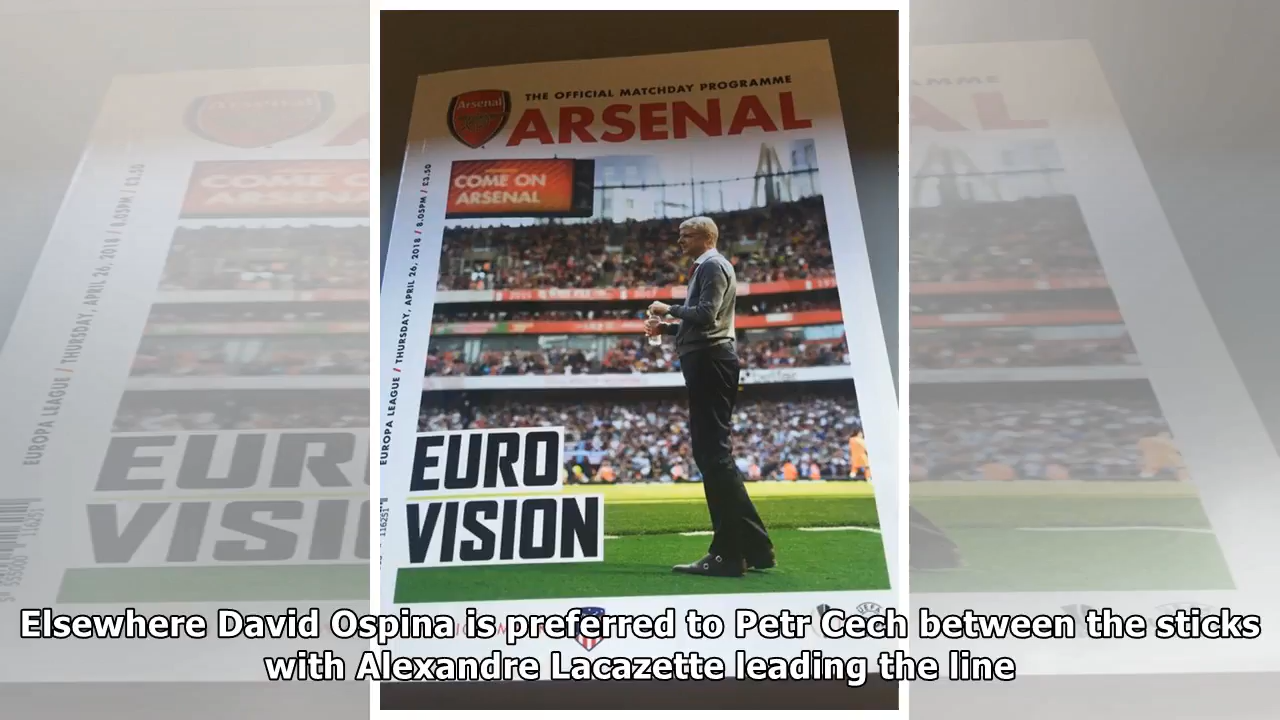 THE OFFICIAL MATCHDAY PROGRAMME
Arsenal
ARSENAL
COME ON
ARSENAL
EUROPA LEAGUE / THURSDAY, APRIL 26, 2018 / 8.05PM / £3.50
EURO
VISION
Elsewhere David Ospina is preferred to Petr Cech between the sticks
with Alexandre Lacazette leading the line